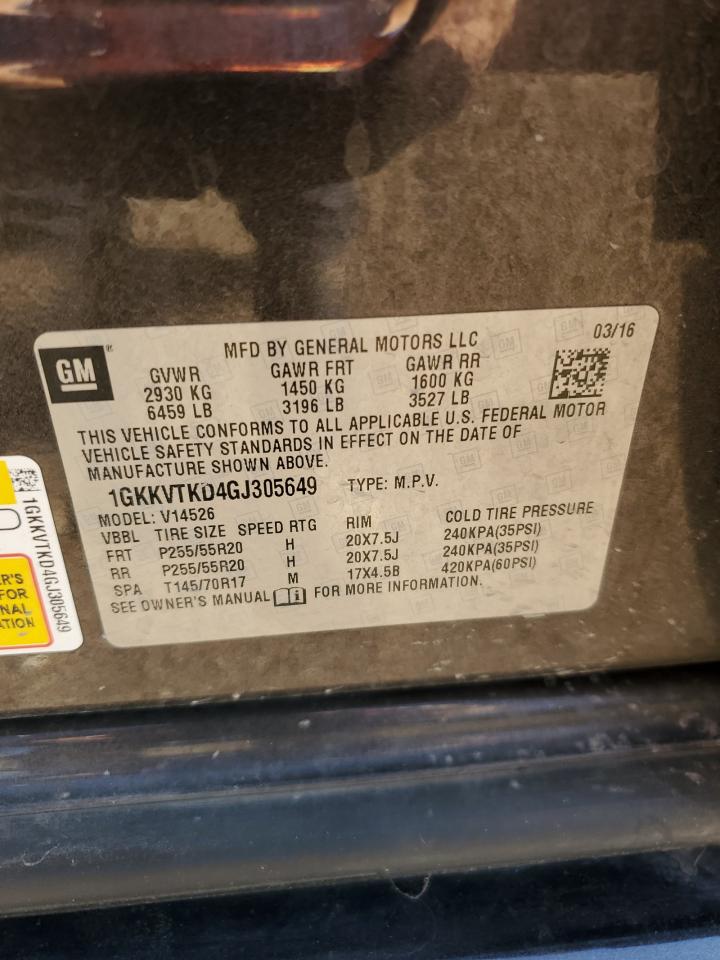 MFD BY GENERAL MOTORS LLC 03/16
GM
GVWR GAWR FRT GAWR RR
2930 KG 1450 KG 1600 KG
6459 LB 3196 LB 3527 LB
THIS VEHICLE CONFORMS TO ALL APPLICABLE U.S. FEDERAL MOTOR
VEHICLE SAFETY STANDARDS IN EFFECT ON THE DATE OF
MANUFACTURE SHOWN ABOVE.
1GKKVTKD4GJ305649 TYPE: M.P.V.
MODEL: V14526
VBBL TIRE SIZE SPEED RTG RIM COLD TIRE PRESSURE
FRT P255/55R20 H 20X7.5J 240KPA(35PSI)
RR P255/55R20 H 20X7.5J 240KPA(35PSI)
SPA T145/70R17 M 17X4.5B 420KPA(60PSI)
SEE OWNER'S MANUAL FOR MORE INFORMATION.
1GKKVTKD4GJ305649
ER'S
FOR
NAL
ATION